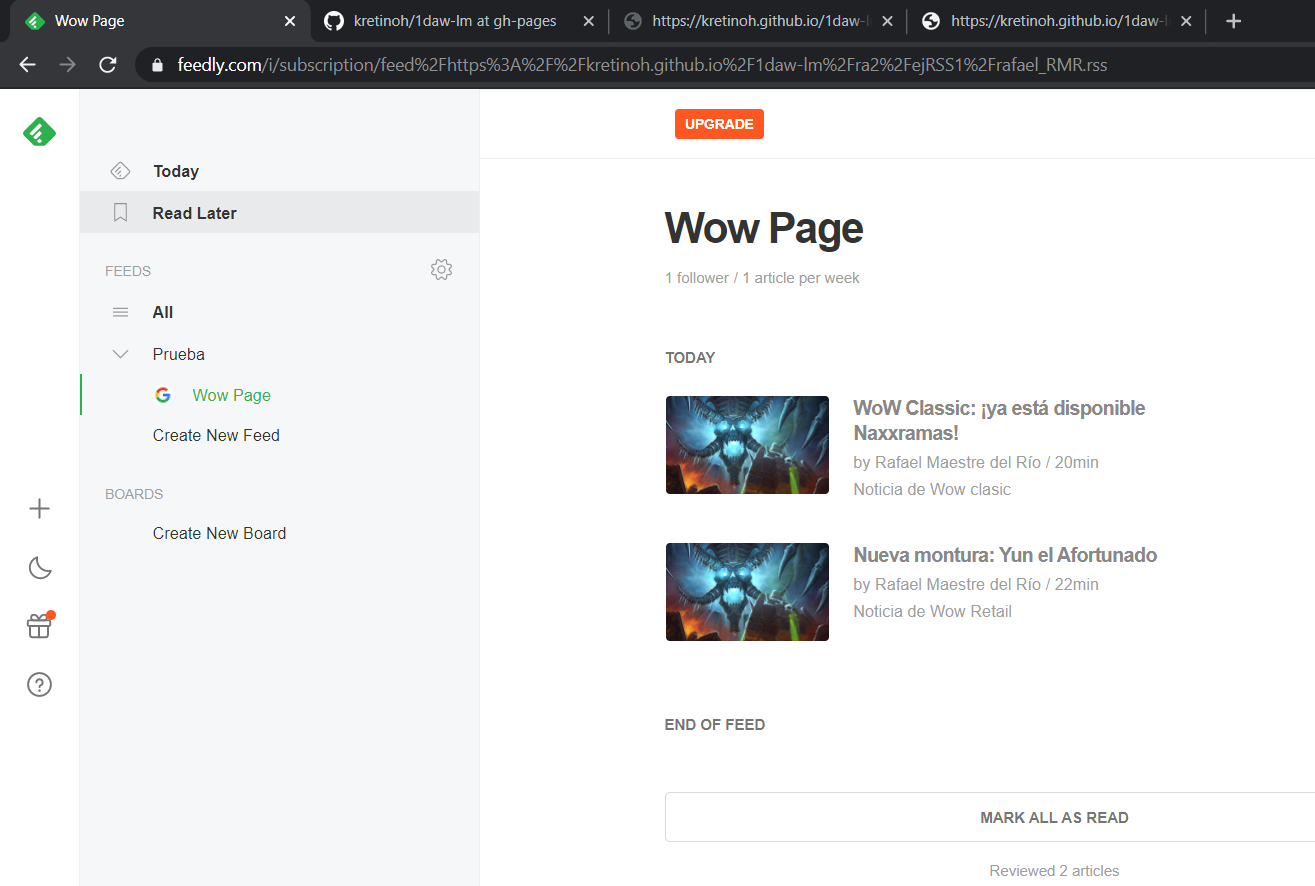 Wow Page
kretinoh/1daw-lm at gh-pages
https://kretinoh.github.io/1daw-l
https://kretinoh.github.io/1daw-l
feedly.com/i/subscription/feed%2Fhttps%3A%2F%2Fkretinoh.github.io%2F1daw-lm%2Fra2%2FejRSS1%2Frafael_RMR.rss
Today
Read Later
FEEDS
All
Prueba
Wow Page
Create New Feed
BOARDS
Create New Board
UPGRADE
Wow Page
1 follower / 1 article per week
TODAY
WoW Classic: ¡ya está disponible
Naxxramas!
by Rafael Maestre del Río / 20min
Noticia de Wow clasic
Nueva montura: Yun el Afortunado
by Rafael Maestre del Río / 22min
Noticia de Wow Retail
END OF FEED
MARK ALL AS READ
Reviewed 2 articles